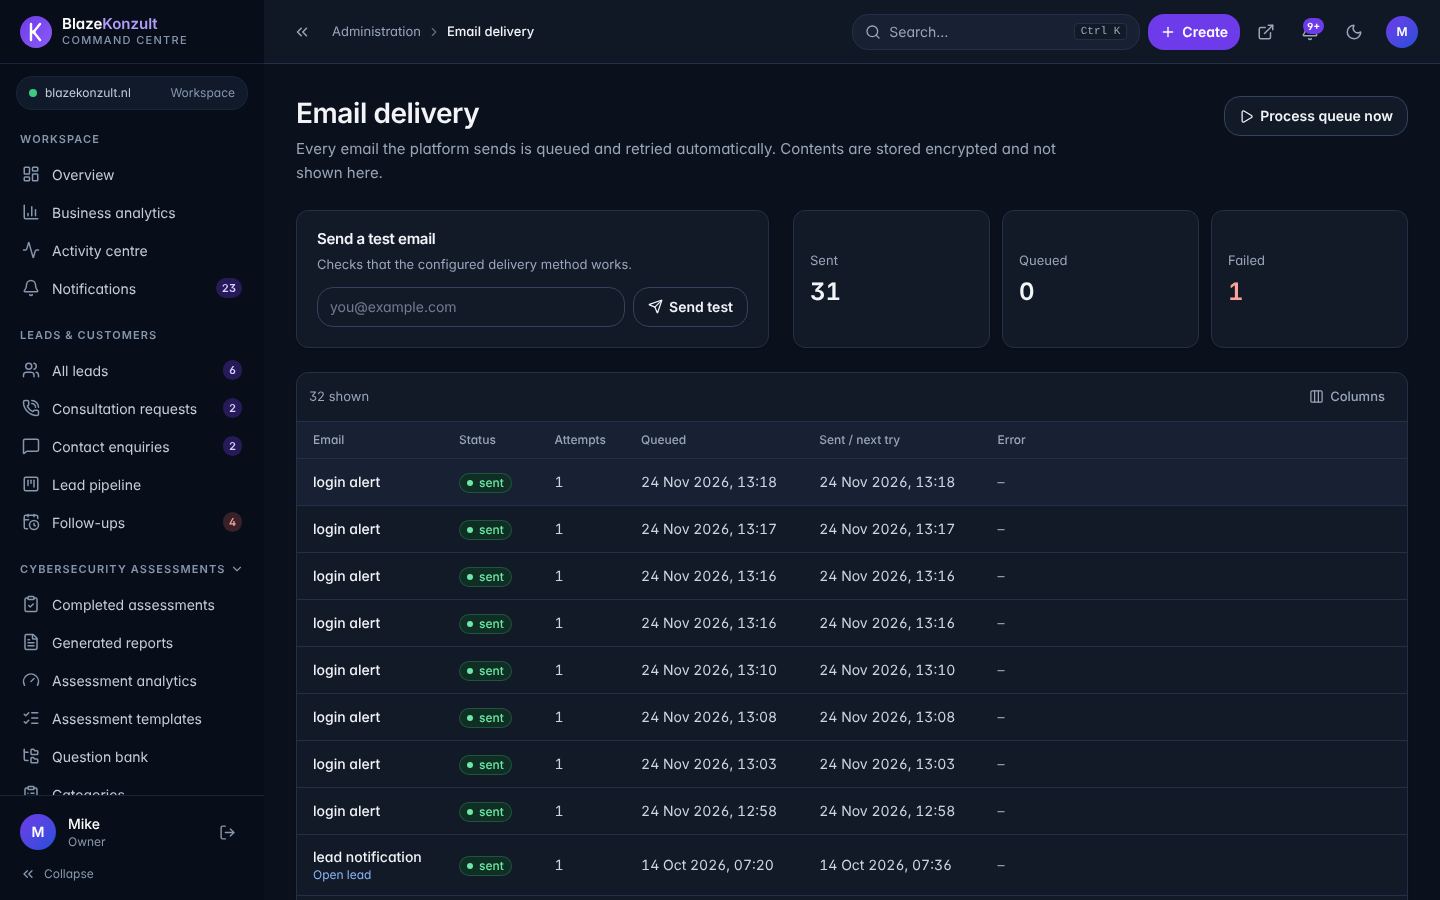 BlazeKonzult
COMMAND CENTRE
Administration > Email delivery
Search... Ctrl K
Create
9+
M
blazekonzult.nl Workspace
WORKSPACE
Overview
Business analytics
Activity centre
Notifications 23
LEADS & CUSTOMERS
All leads 6
Consultation requests 2
Contact enquiries 2
Lead pipeline
Follow-ups 4
CYBERSECURITY ASSESSMENTS
Completed assessments
Generated reports
Assessment analytics
Assessment templates
Question bank
Categories
M
Mike
Owner
Collapse
Email delivery
Process queue now
Every email the platform sends is queued and retried automatically. Contents are stored encrypted and not
shown here.
Send a test email
Checks that the configured delivery method works.
you@example.com
Send test
Sent
31
Queued
0
Failed
1
32 shown
Columns
Email Status Attempts Queued Sent / next try Error
login alert sent 1 24 Nov 2026, 13:18 24 Nov 2026, 13:18 –
login alert sent 1 24 Nov 2026, 13:17 24 Nov 2026, 13:17 –
login alert sent 1 24 Nov 2026, 13:16 24 Nov 2026, 13:16 –
login alert sent 1 24 Nov 2026, 13:16 24 Nov 2026, 13:16 –
login alert sent 1 24 Nov 2026, 13:10 24 Nov 2026, 13:10 –
login alert sent 1 24 Nov 2026, 13:08 24 Nov 2026, 13:08 –
login alert sent 1 24 Nov 2026, 13:03 24 Nov 2026, 13:03 –
login alert sent 1 24 Nov 2026, 12:58 24 Nov 2026, 12:58 –
lead notification sent 1 14 Oct 2026, 07:20 14 Oct 2026, 07:36 –
Open lead